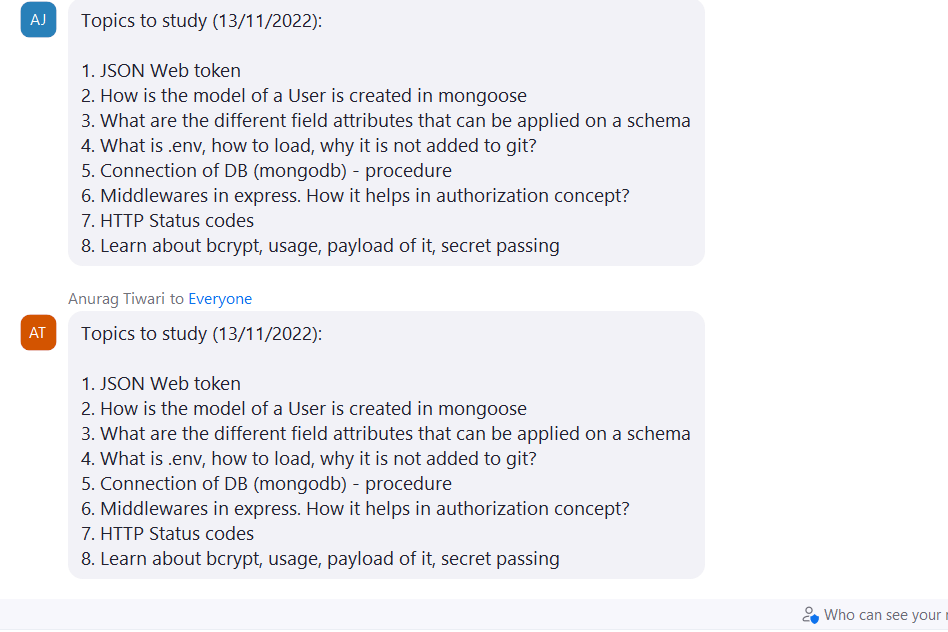 AJ
Topics to study (13/11/2022):
1. JSON Web token
2. How is the model of a User is created in mongoose
3. What are the different field attributes that can be applied on a schema
4. What is .env, how to load, why it is not added to git?
5. Connection of DB (mongodb) - procedure
6. Middlewares in express. How it helps in authorization concept?
7. HTTP Status codes
8. Learn about bcrypt, usage, payload of it, secret passing
Anurag Tiwari to Everyone
AT
Topics to study (13/11/2022):
1. JSON Web token
2. How is the model of a User is created in mongoose
3. What are the different field attributes that can be applied on a schema
4. What is .env, how to load, why it is not added to git?
5. Connection of DB (mongodb) - procedure
6. Middlewares in express. How it helps in authorization concept?
7. HTTP Status codes
8. Learn about bcrypt, usage, payload of it, secret passing
Who can see your